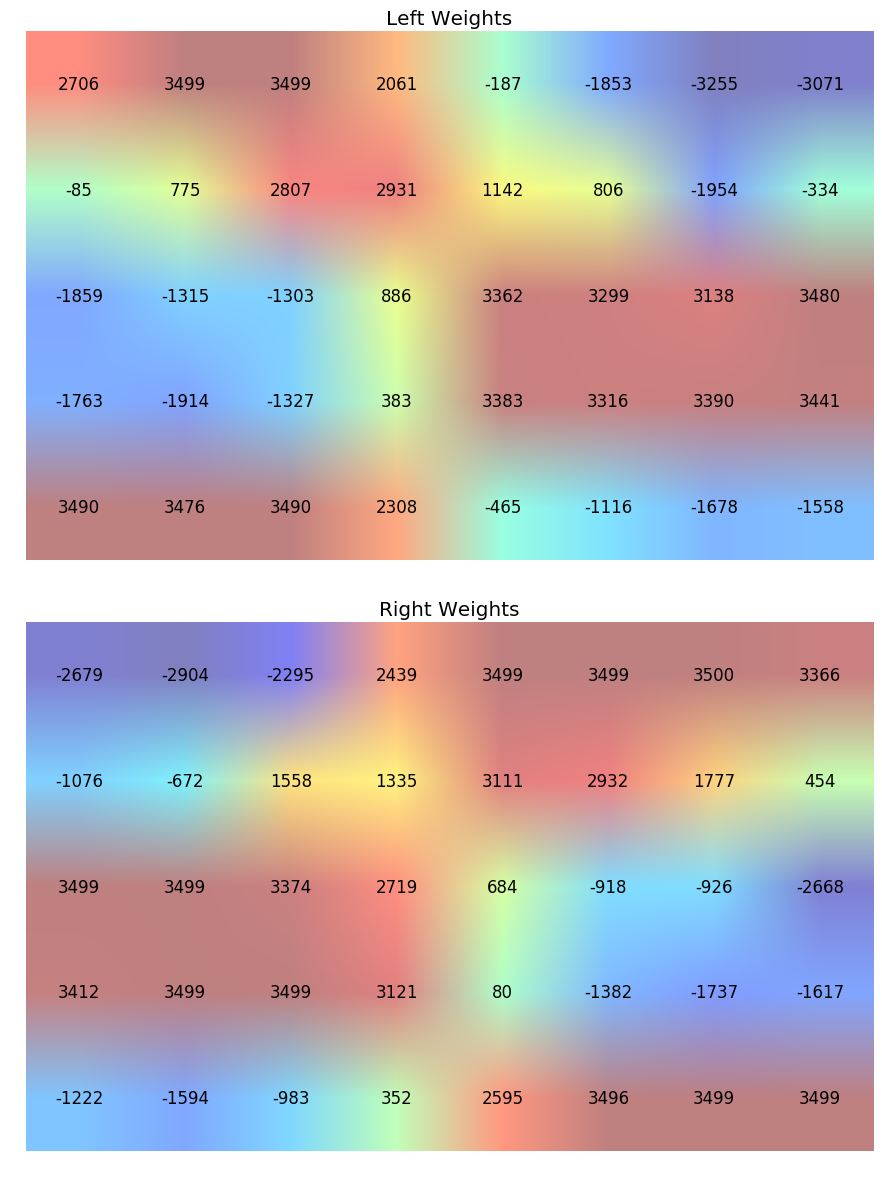 Left Weights
2706 3499 3499 2061 -187 -1853 -3255 -3071
-85 775 2807 2931 1142 806 -1954 -334
-1859 -1315 -1303 886 3362 3299 3138 3480
-1763 -1914 -1327 383 3383 3316 3390 3441
3490 3476 3490 2308 -465 -1116 -1678 -1558
Right Weights
-2679 -2904 -2295 2439 3499 3499 3500 3366
-1076 -672 1558 1335 3111 2932 1777 454
3499 3499 3374 2719 684 -918 -926 -2668
3412 3499 3499 3121 80 -1382 -1737 -1617
-1222 -1594 -983 352 2595 3496 3499 3499